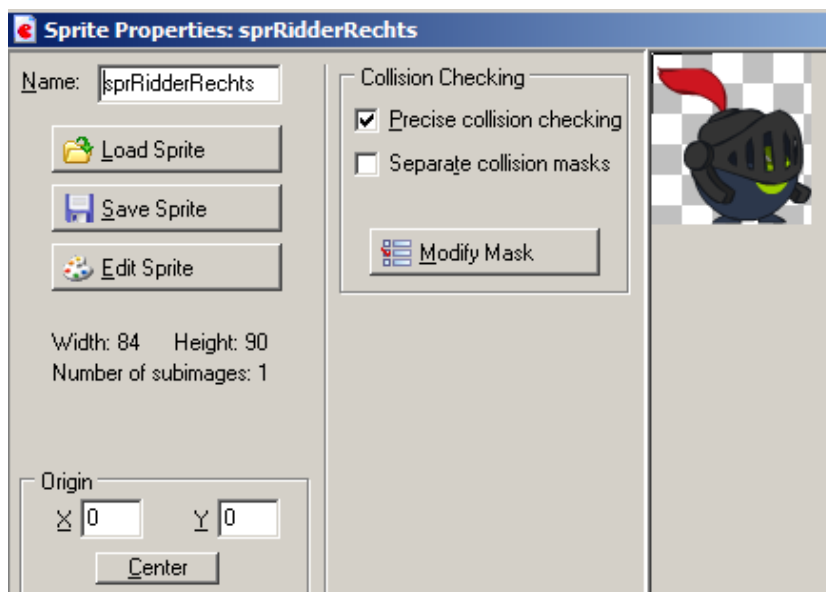 Sprite Properties: sprRidderRechts
Name: sprRidderRechts
Load Sprite
Save Sprite
Edit Sprite
Width: 84 Height: 90
Number of subimages: 1
Origin
X 0 Y 0
Center
Collision Checking
Precise collision checking
Separate collision masks
Modify Mask